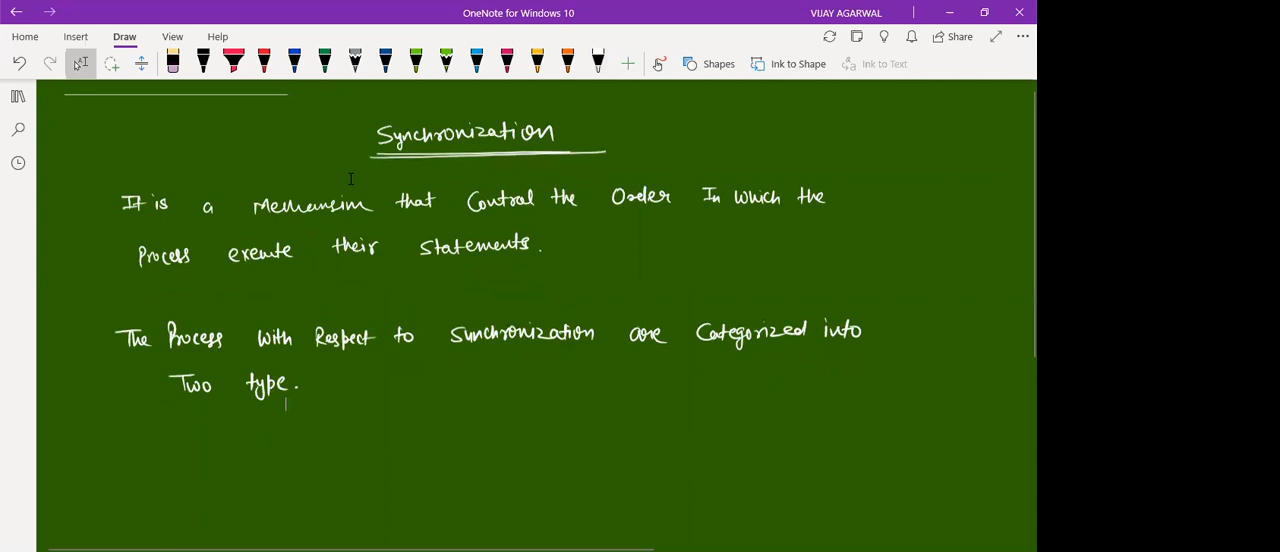 OneNote for Windows 10
VIJAY AGARWAL
Home Insert Draw View Help
Share
Shapes
Ink to Shape
Ink to Text
Synchronization
It is a Mechansim that Control the Order In Which the
Process execute their statements.
The Process With Respect to Synchronization are Categorized into
Two type.